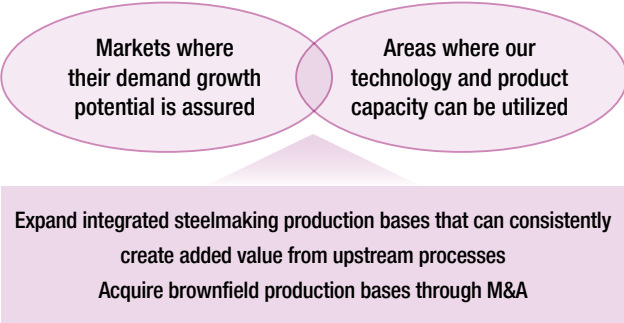 Markets where
their demand growth
potential is assured
Areas where our
technology and product
capacity can be utilized
Expand integrated steelmaking production bases that can consistently
create added value from upstream processes
Acquire brownfield production bases through M&A